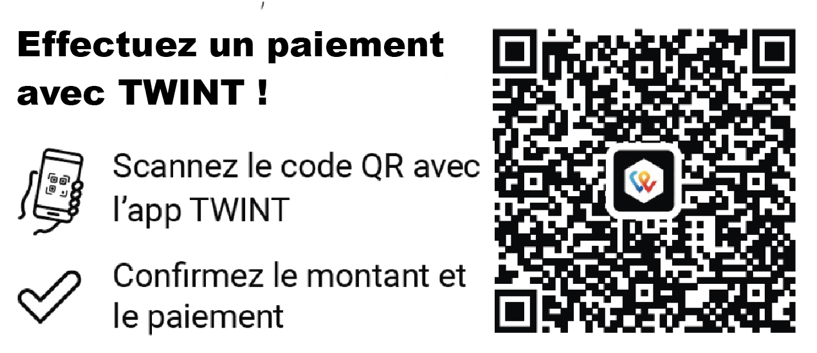 Effectuez un paiement
avec TWINT !
Scannez le code QR avec
l’app TWINT
Confirmez le montant et
le paiement